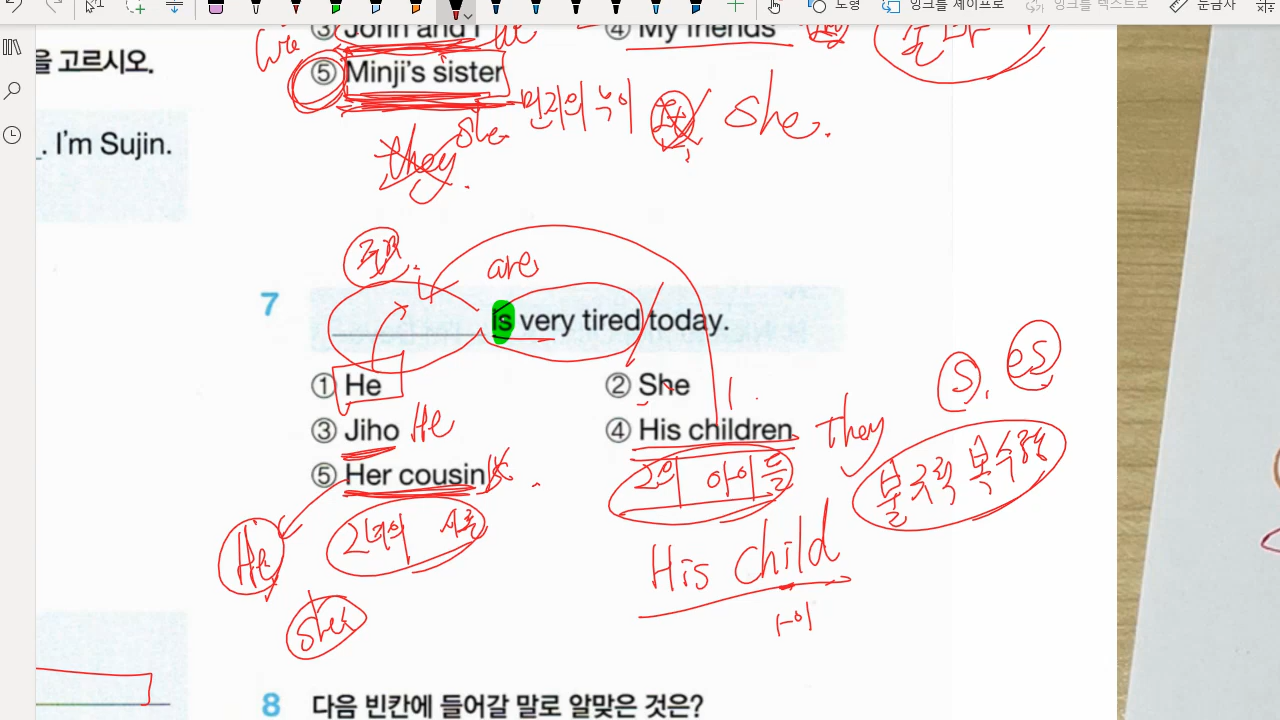 도형 잉크를 셰이프로 잉크를 텍스트로 눈금자
③ John and I he ④ My friends
we
을 고르시오.
⑤ Minji's sister
민지의 누이 she.
she
they.
_. I'm Sujin.
are
7 ________ is very tired today.
① He ② She
s. es
③ Jiho He ④ His children they
⑤ Her cousin 그의 아이들 불규칙 복수형
그녀의 사촌
He His child
she
8 다음 빈칸에 들어갈 말로 알맞은 것은?